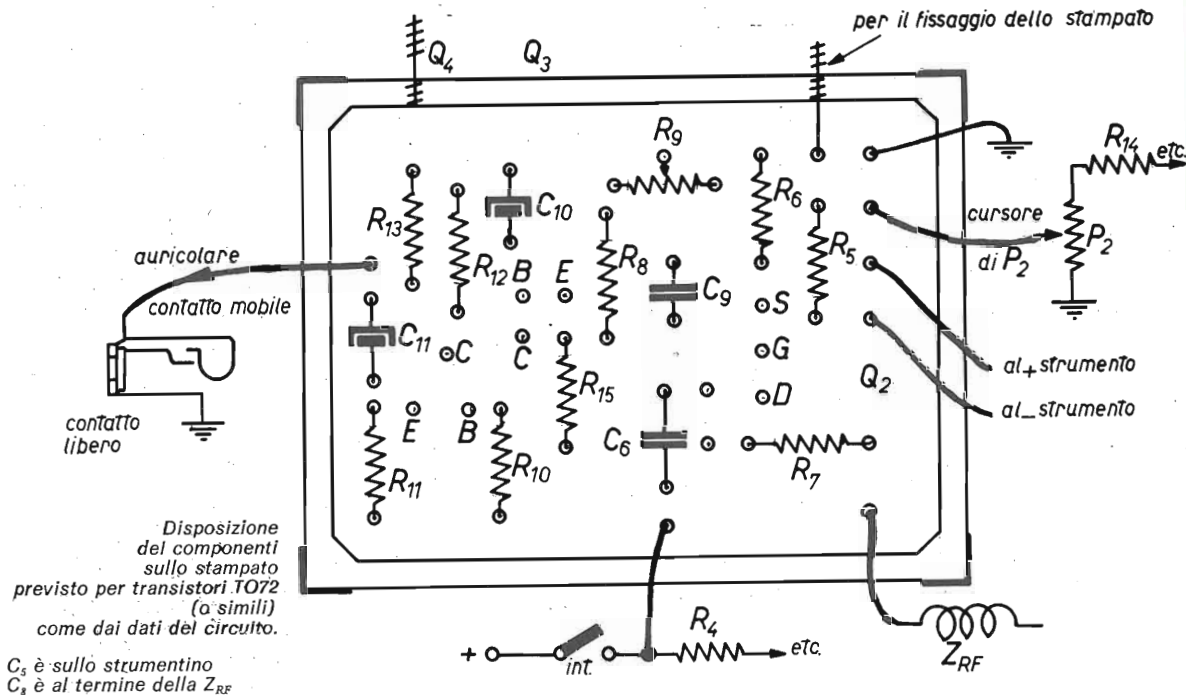 per il fissaggio dello stampato
Q4
Q3
R9
R14
etc.
R13
C10
R6
cursore
di P2
P2
auricolare
R12
B
E
R8
R5
contatto mobile
C9
S
C11
C
C
G
al+strumento
Q2
R15
D
al-strumento
contatto
libero
E
B
C6
R11
R10
R7
Disposizione
dei componenti
sullo stampato
previsto per transistori TO72
(o simili)
come dai dati del circuito.
+
int.
R4
etc.
ZRF
C5 è sullo strumentino
C8 è al termine della ZRF